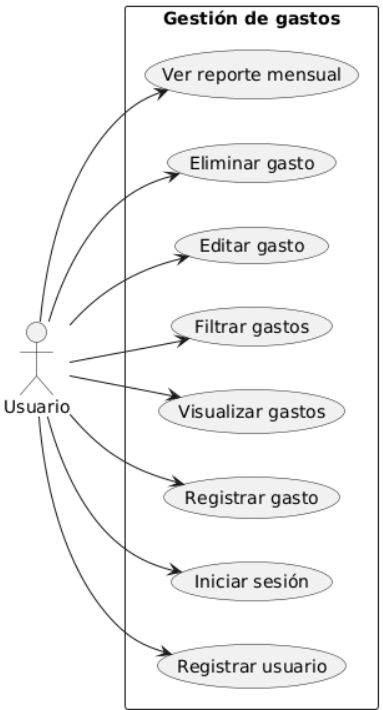 Gestión de gastos
Ver reporte mensual
Eliminar gasto
Editar gasto
Filtrar gastos
Usuario
Visualizar gastos
Registrar gasto
Iniciar sesión
Registrar usuario